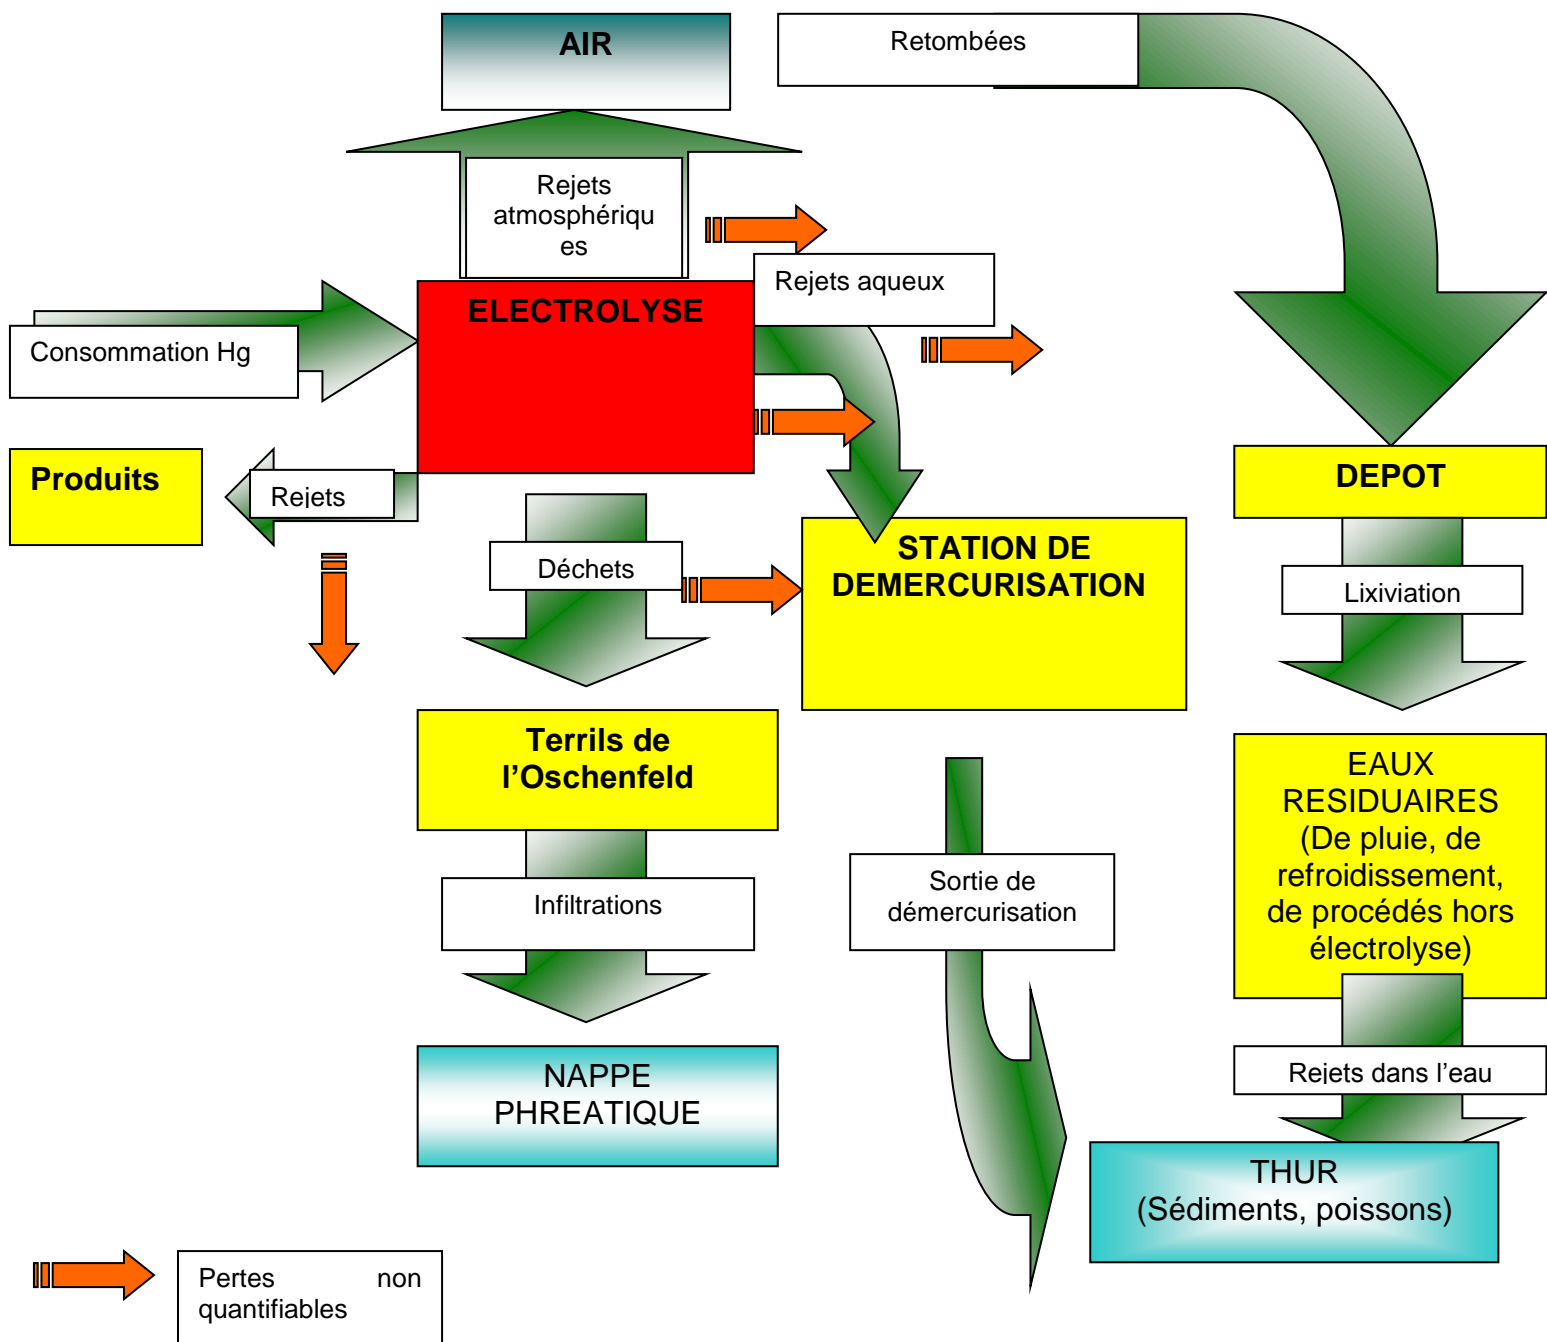 AIR
Retombées
Rejets
atmosphériqu
es
Rejets aqueux
ELECTROLYSE
Consommation Hg
Produits
Rejets
DEPOT
STATION DE
DEMERCURISATION
Déchets
Lixiviation
Terrils de
l’Oschenfeld
EAUX
RESIDUAIRES
(De pluie, de
refroidissement,
de procédés hors
électrolyse)
Sortie de
démercurisation
Infiltrations
NAPPE
PHREATIQUE
Rejets dans l’eau
THUR
(Sédiments, poissons)
Pertes non
quantifiables